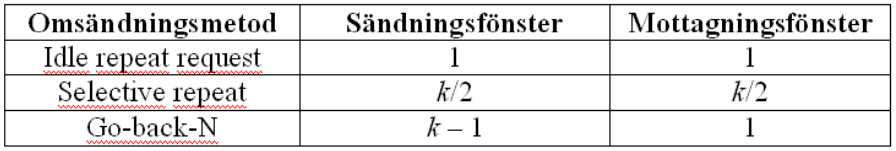 Omsändningsmetod Sändningsfönster Mottagningsfönster
Idle repeat request 1 1
Selective repeat k/2 k/2
Go-back-N k – 1 1